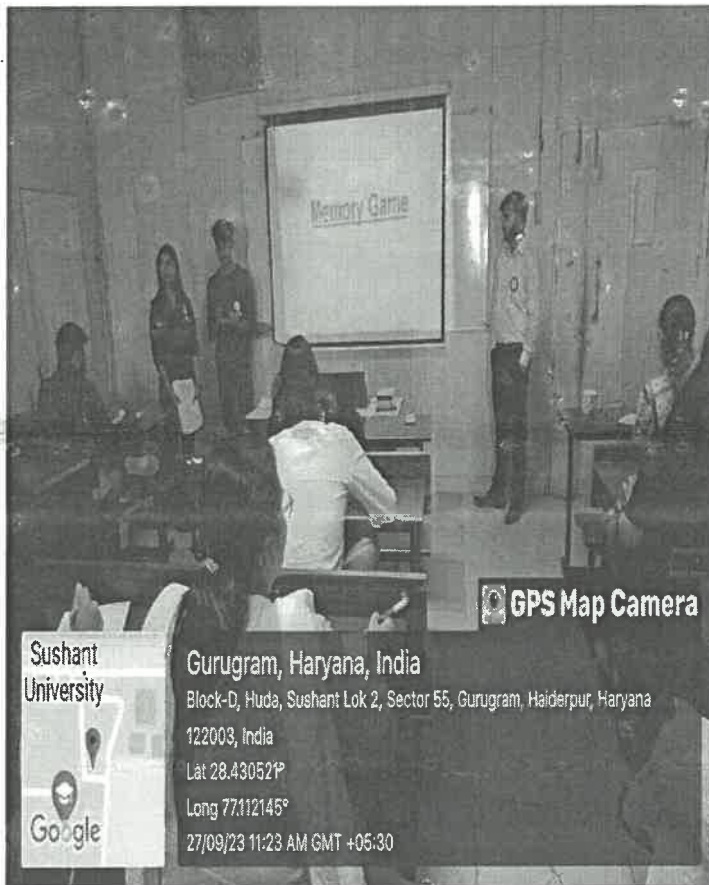 Memory Game
GPS Map Camera
Sushant
University
Google
Gurugram, Haryana, India
Block-D, Huda, Sushant Lok 2, Sector 55, Gurugram, Haiderpur, Haryana
122003, India
Lat 28.430521°
Long 77.112145°
27/09/23 11:23 AM GMT +05:30